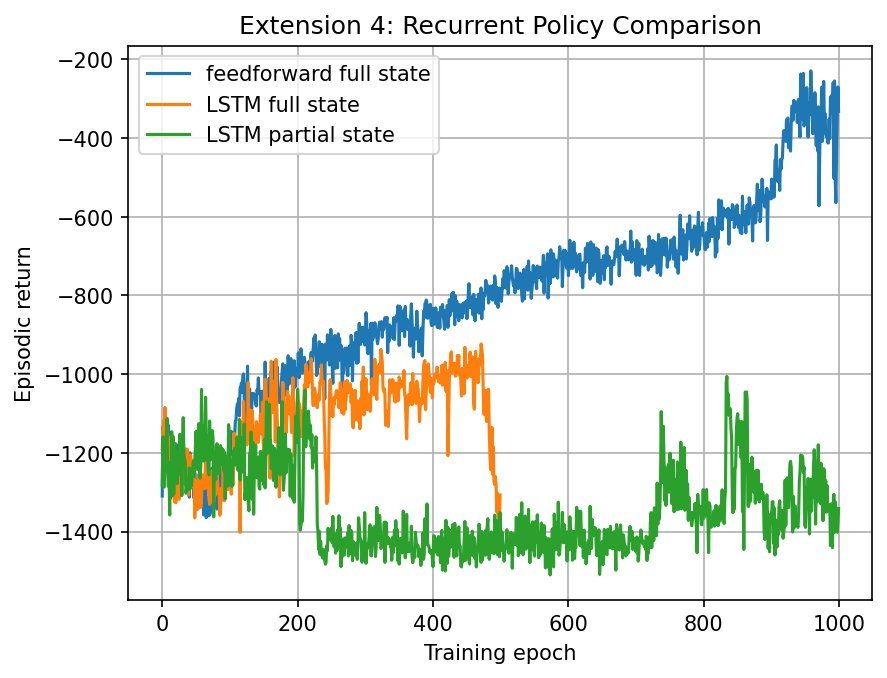 Extension 4: Recurrent Policy Comparison
feedforward full state
LSTM full state
LSTM partial state
Episodic return
−200
−400
−600
−800
−1000
−1200
−1400
0
200
400
600
800
1000
Training epoch